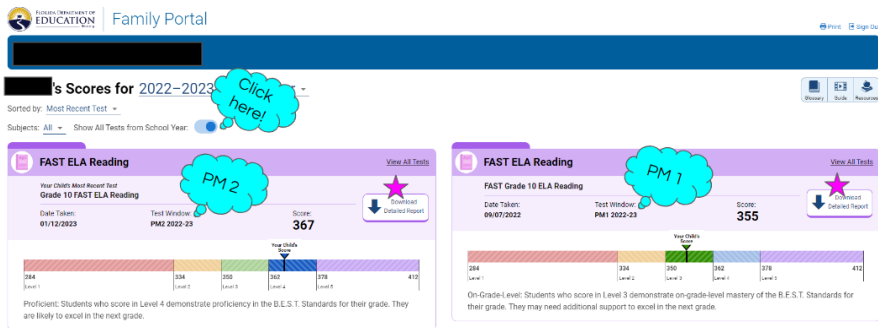 FLORIDA DEPARTMENT OF
EDUCATION
Family Portal
Print
Sign Ou
's Scores for 2022–2023
Click
here!
Sorted by: Most Recent Test
Subjects: All
Show All Tests from School Year:
Glossary
Guide
Resources
FAST ELA Reading
View All Tests
PM 2
Your Child's Most Recent Test
Grade 10 FAST ELA Reading
Date Taken:
01/12/2023
Test Window:
PM2 2022-23
Score:
367
Download
Detailed Report
Your Child's
Score
284
334
350
362
378
412
Level 1
Level 2
Level 3
Level 4
Level 5
Proficient: Students who score in Level 4 demonstrate proficiency in the B.E.S.T. Standards for their grade. They
are likely to excel in the next grade.
FAST ELA Reading
View All Tests
PM 1
FAST Grade 10 ELA Reading
Date Taken:
09/07/2022
Test Window:
PM1 2022-23
Score:
355
Download
Detailed Report
Your Child's
Score
284
334
350
362
378
412
Level 1
Level 2
Level 3
Level 4
Level 5
On-Grade-Level: Students who score in Level 3 demonstrate on-grade-level mastery of the B.E.S.T. Standards for
their grade. They may need additional support to excel in the next grade.